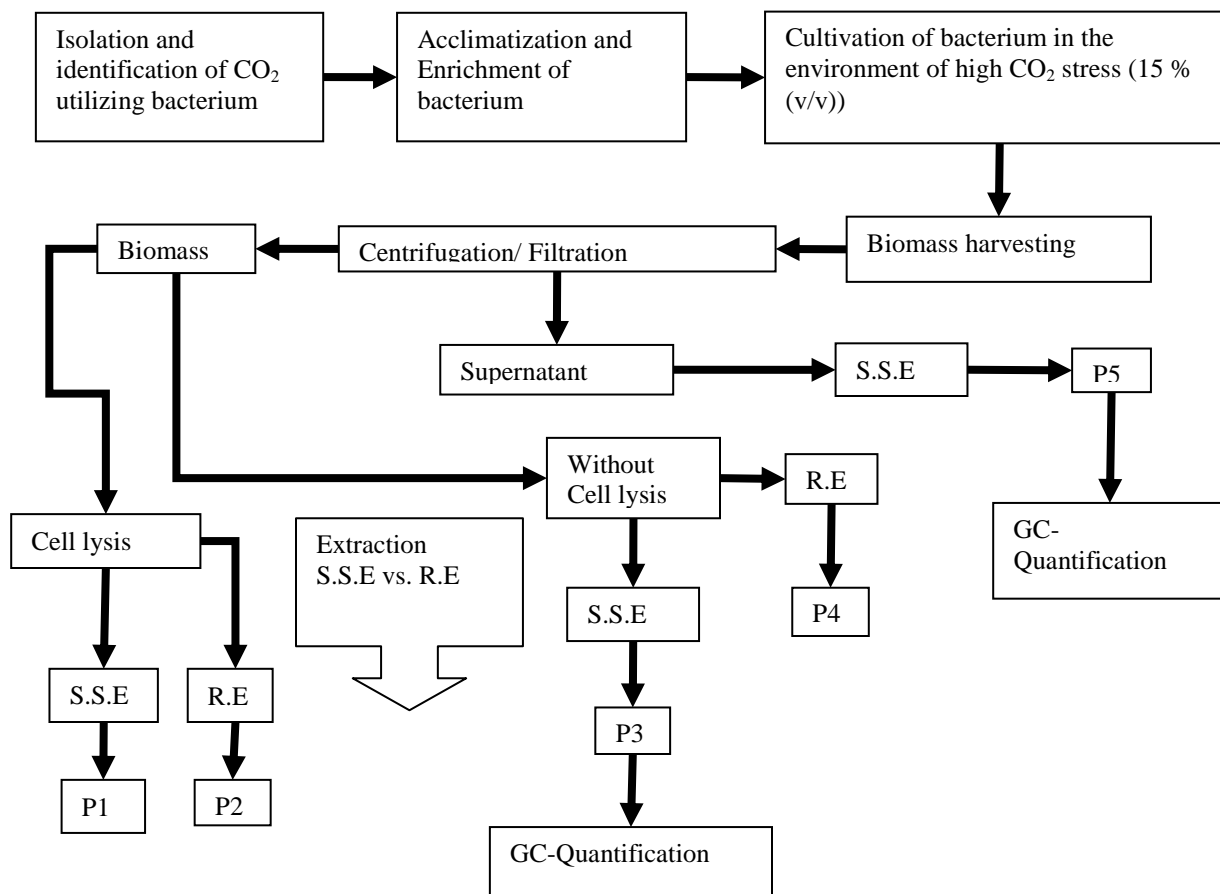 Isolation and
identification of CO₂
utilizing bacterium
Acclimatization and
Enrichment of
bacterium
Cultivation of bacterium in the
environment of high CO₂ stress (15 %
(v/v))
Biomass
Centrifugation/ Filtration
Biomass harvesting
Supernatant
S.S.E
P5
Without
Cell lysis
R.E
GC-
Quantification
Cell lysis
Extraction
S.S.E vs. R.E
S.S.E
P4
S.S.E
R.E
P3
P1
P2
GC-Quantification